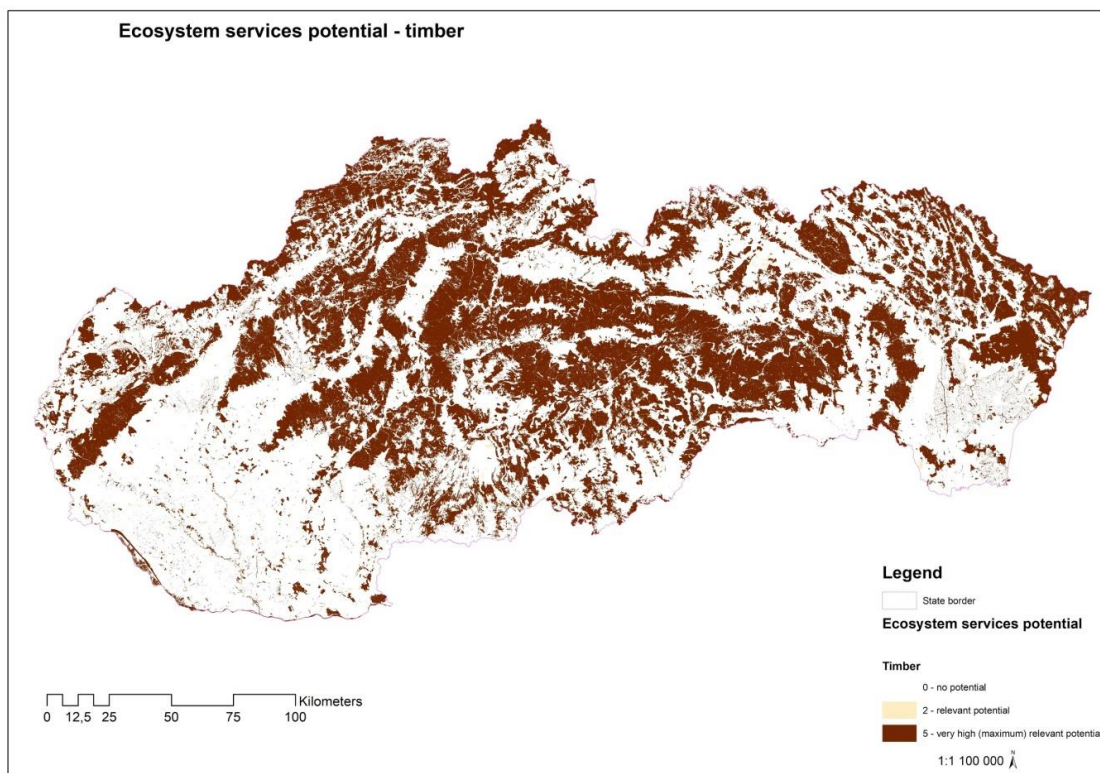 Ecosystem services potential - timber
Legend
State border
Ecosystem services potential
Timber
0 - no potential
2 - relevant potential
5 - very high (maximum) relevant potential
Kilometers
0 12,5 25 50 75 100
1:1 100 000 N